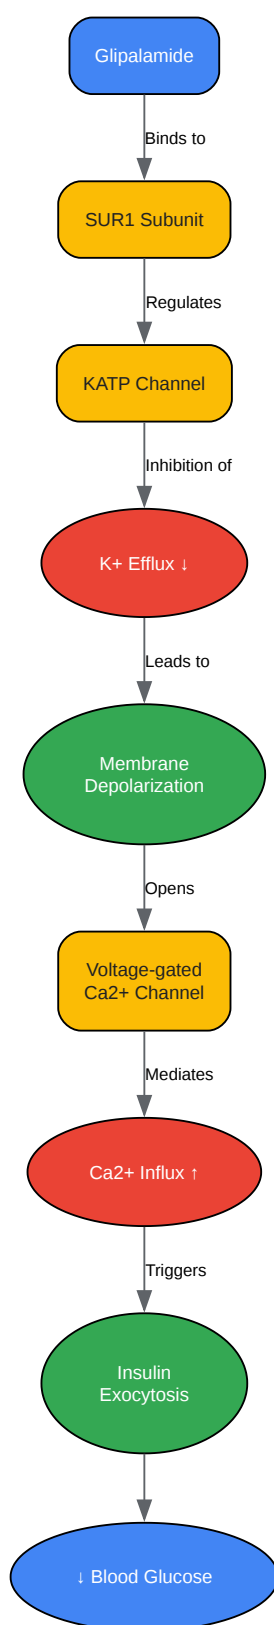 Glipalamide
Binds to
SUR1 Subunit
Regulates
KATP Channel
Inhibition of
K+ Efflux ↓
Leads to
Membrane
Depolarization
Opens
Voltage-gated
Ca2+ Channel
Mediates
Ca2+ Influx ↑
Triggers
Insulin
Exocytosis
↓ Blood Glucose